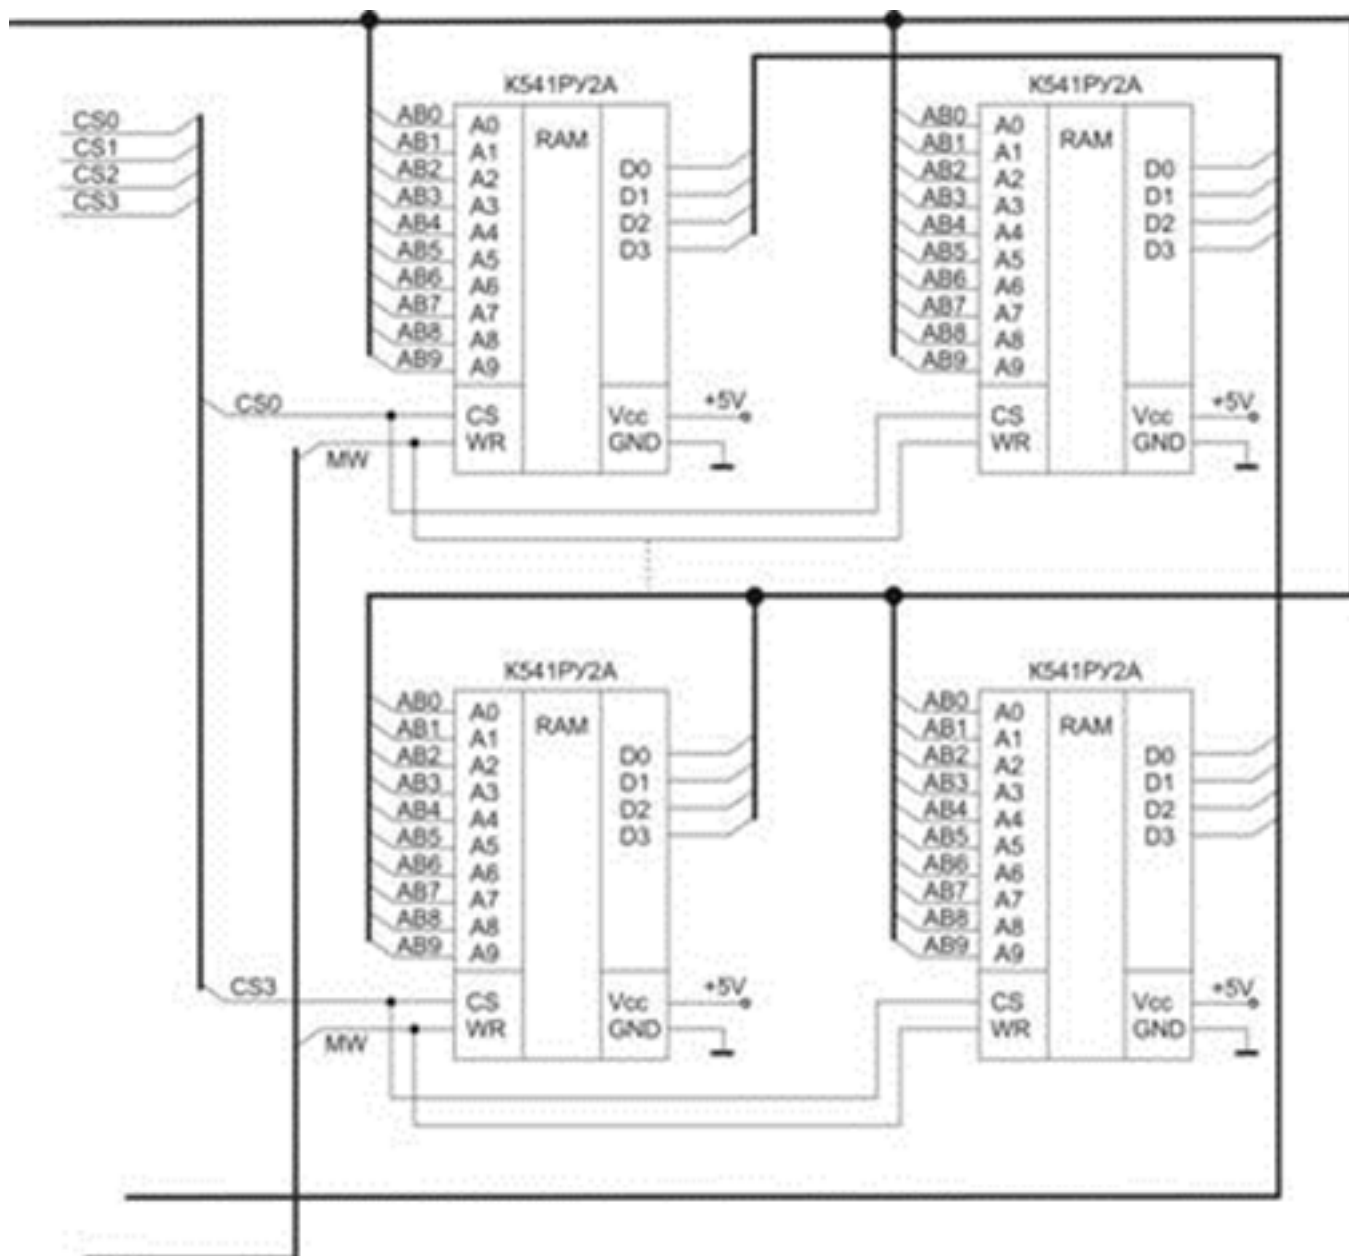 К541РУ2А
К541РУ2А
CS0
CS1
CS2
CS3
AB0
AB1
AB2
AB3
AB4
AB5
AB6
AB7
AB8
AB9
A0
A1
A2
A3
A4
A5
A6
A7
A8
A9
RAM
D0
D1
D2
D3
CS0
CS
WR
MW
Vcc
GND
+5V
AB0
AB1
AB2
AB3
AB4
AB5
AB6
AB7
AB8
AB9
A0
A1
A2
A3
A4
A5
A6
A7
A8
A9
RAM
D0
D1
D2
D3
CS
WR
Vcc
GND
+5V
К541РУ2А
К541РУ2А
AB0
AB1
AB2
AB3
AB4
AB5
AB6
AB7
AB8
AB9
A0
A1
A2
A3
A4
A5
A6
A7
A8
A9
RAM
D0
D1
D2
D3
CS3
CS
WR
MW
Vcc
GND
+5V
AB0
AB1
AB2
AB3
AB4
AB5
AB6
AB7
AB8
AB9
A0
A1
A2
A3
A4
A5
A6
A7
A8
A9
RAM
D0
D1
D2
D3
CS
WR
Vcc
GND
+5V